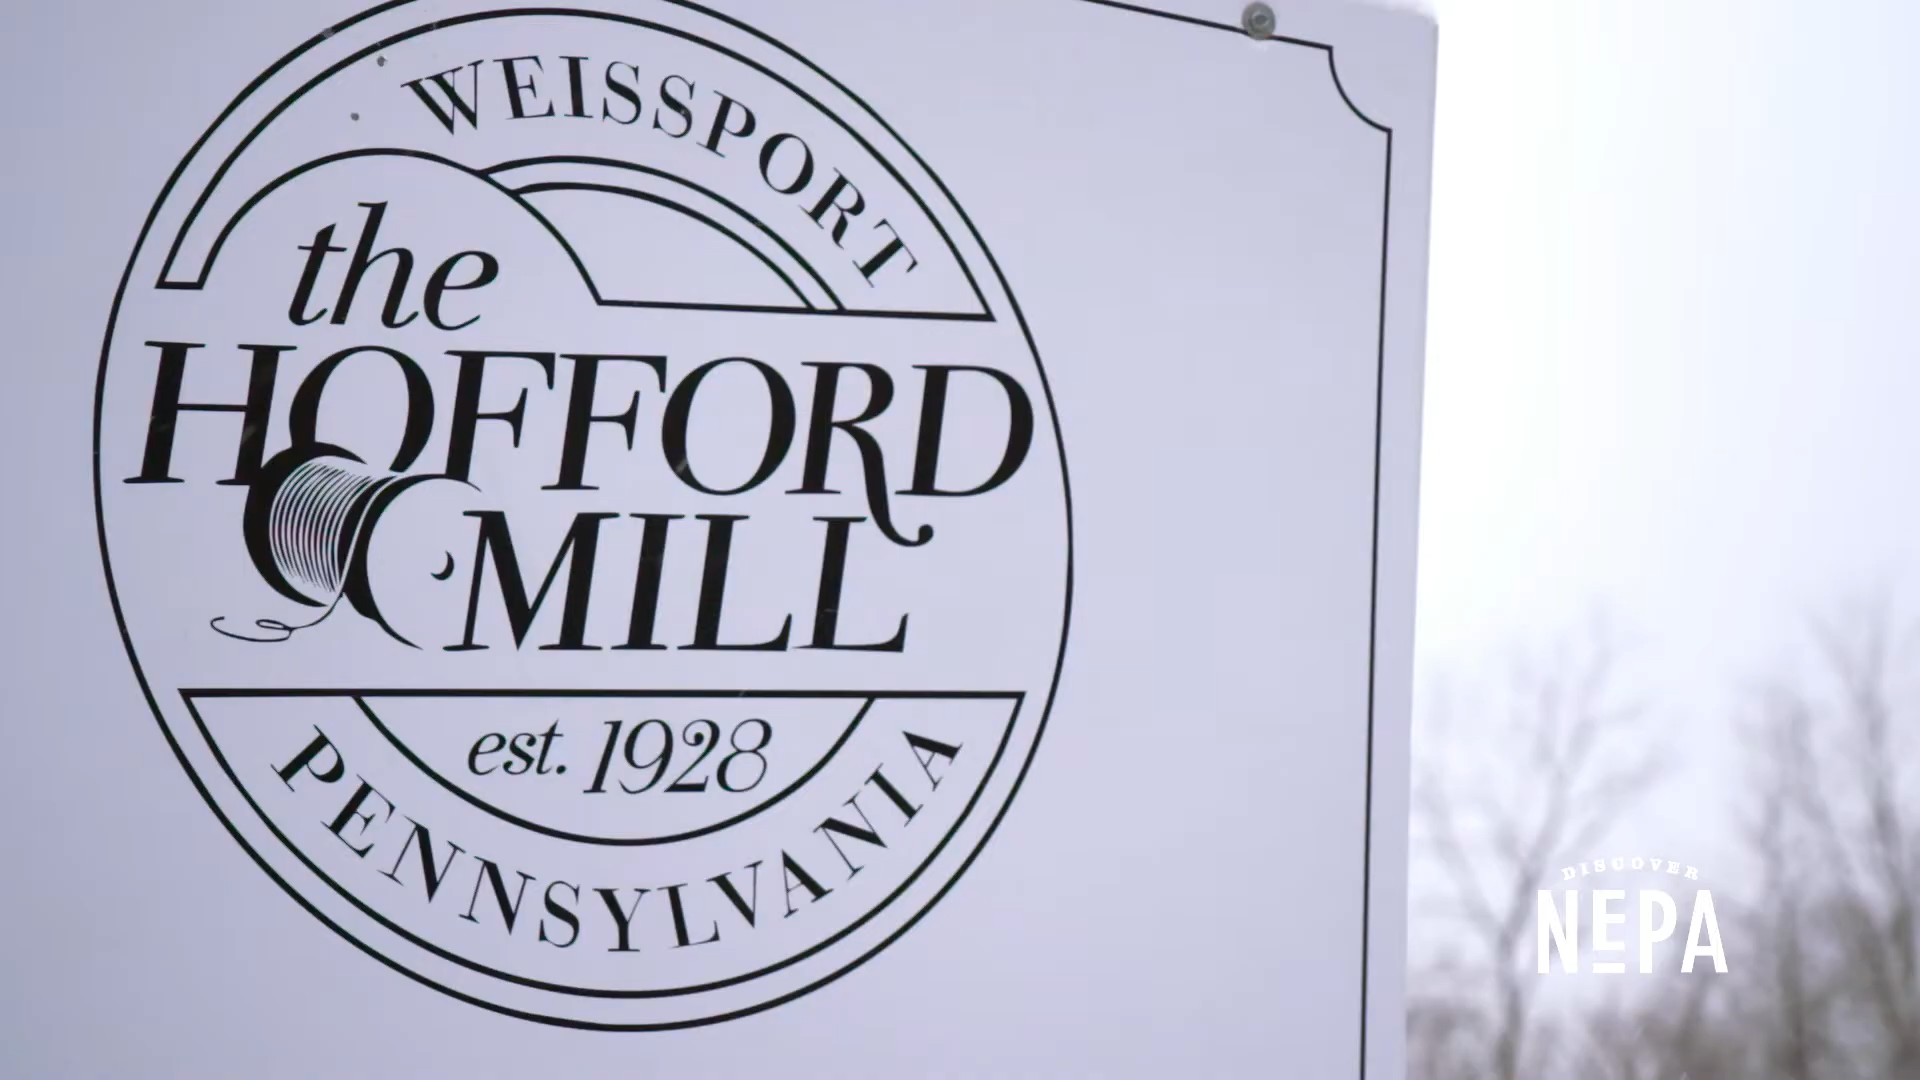 WEISSPORT
the
HOFFORD
MILL
est. 1928
PENNSYLVANIA
DISCOVER
NEPA